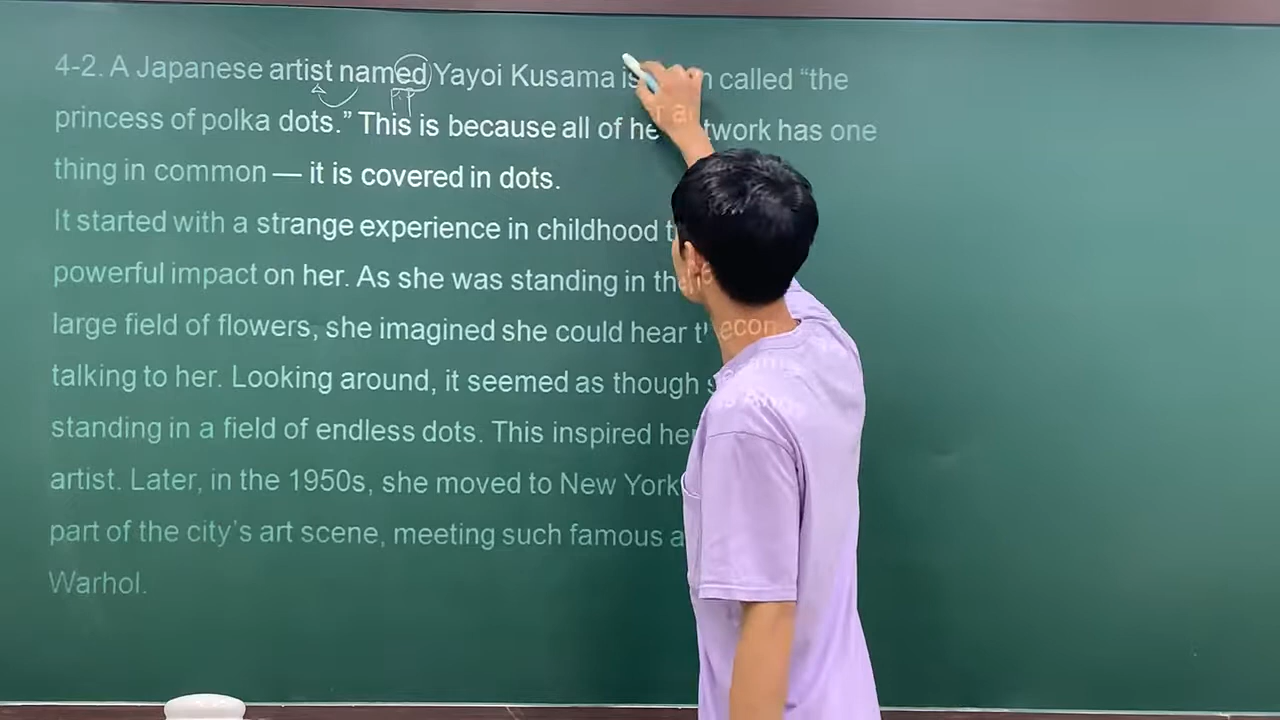 4-2. A Japanese artist named Yayoi Kusama is called “the
P.P
princess of polka dots.” This is because all of her artwork has one
thing in common — it is covered in dots.
It started with a strange experience in childhood
powerful impact on her. As she was standing in the
large field of flowers, she imagined she could hear
talking to her. Looking around, it seemed as though
standing in a field of endless dots. This inspired her
artist. Later, in the 1950s, she moved to New York
part of the city’s art scene, meeting such famous
Warhol.